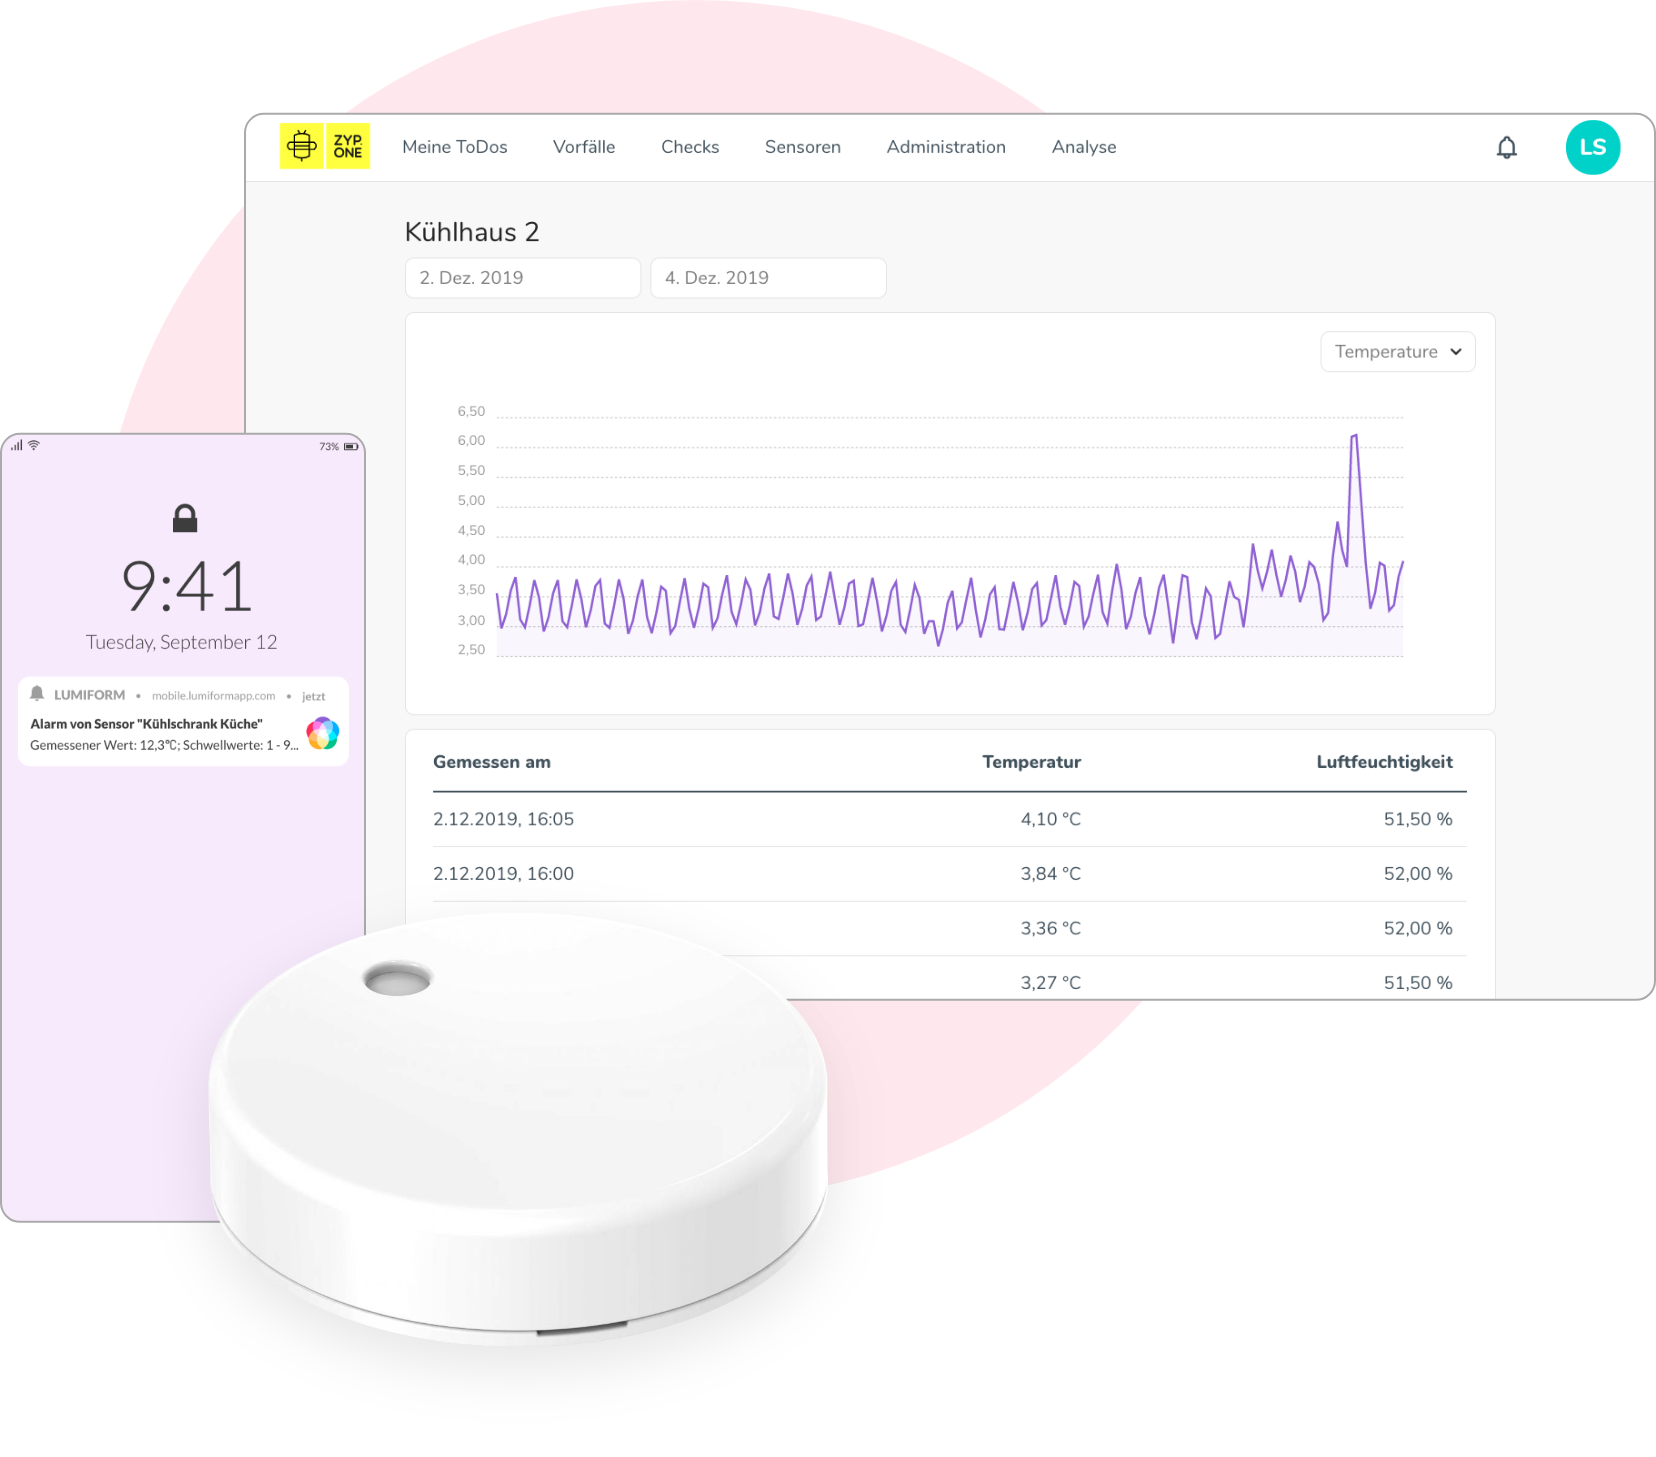 ZYP.
ONE
Meine ToDos
Vorfälle
Checks
Sensoren
Administration
Analyse
LS
Kühlhaus 2
2. Dez. 2019
4. Dez. 2019
Temperature
6,50
6,00
5,50
5,00
4,50
4,00
3,50
3,00
2,50
Gemessen am Temperatur Luftfeuchtigkeit
2.12.2019, 16:05 4,10 °C 51,50 %
2.12.2019, 16:00 3,84 °C 52,00 %
3,36 °C 52,00 %
3,27 °C 51,50 %
73%
9:41
Tuesday, September 12
LUMIFORM • mobile.lumiformapp.com • jetzt
Alarm von Sensor "Kühlschrank Küche"
Gemessener Wert: 12,3°C; Schwellwerte: 1 - 9...